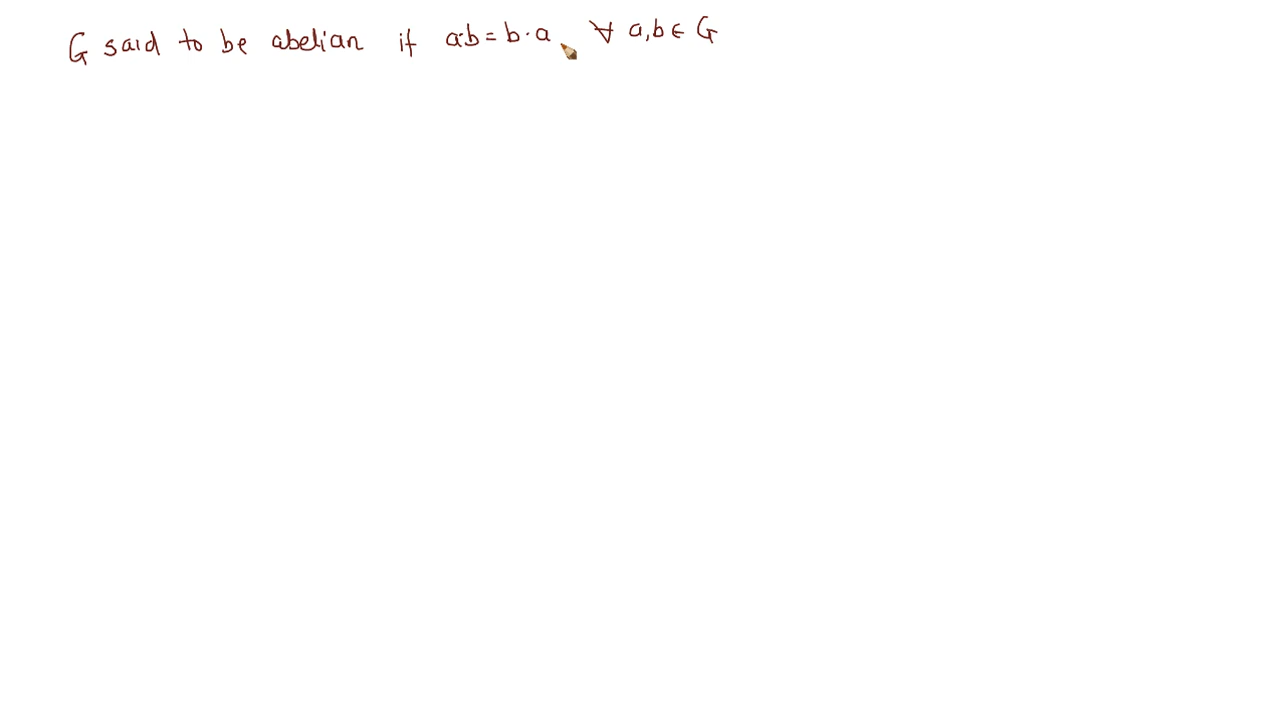 G said to be abelian if a·b = b·a, ∀ a,b ∈ G